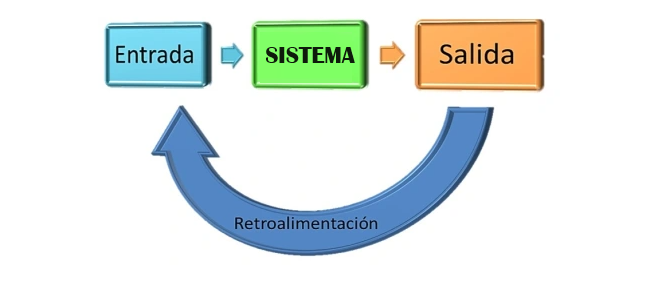 Entrada
SISTEMA
Salida
Retroalimentación